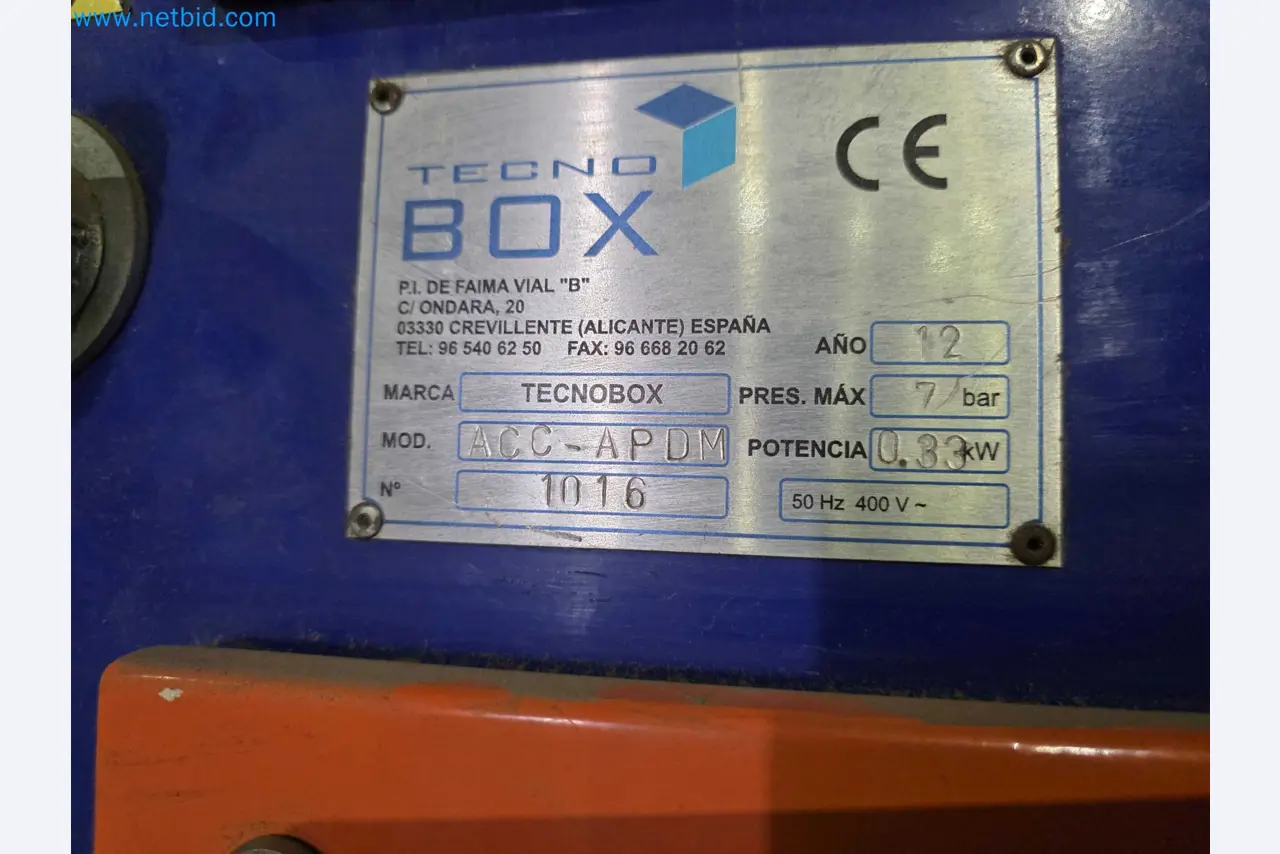 www.netbid.com
TECNO
BOX
CE
P.I. DE FAIMA VIAL "B"
C/ ONDARA, 20
03330 CREVILLENTE (ALICANTE) ESPAÑA
TEL: 96 540 62 50 FAX: 96 668 20 62
AÑO 12
MARCA TECNOBOX
PRES. MÁX 7 bar
MOD. ACC-APDM
POTENCIA 0.33 kW
Nº 1016
50 Hz 400 V ~